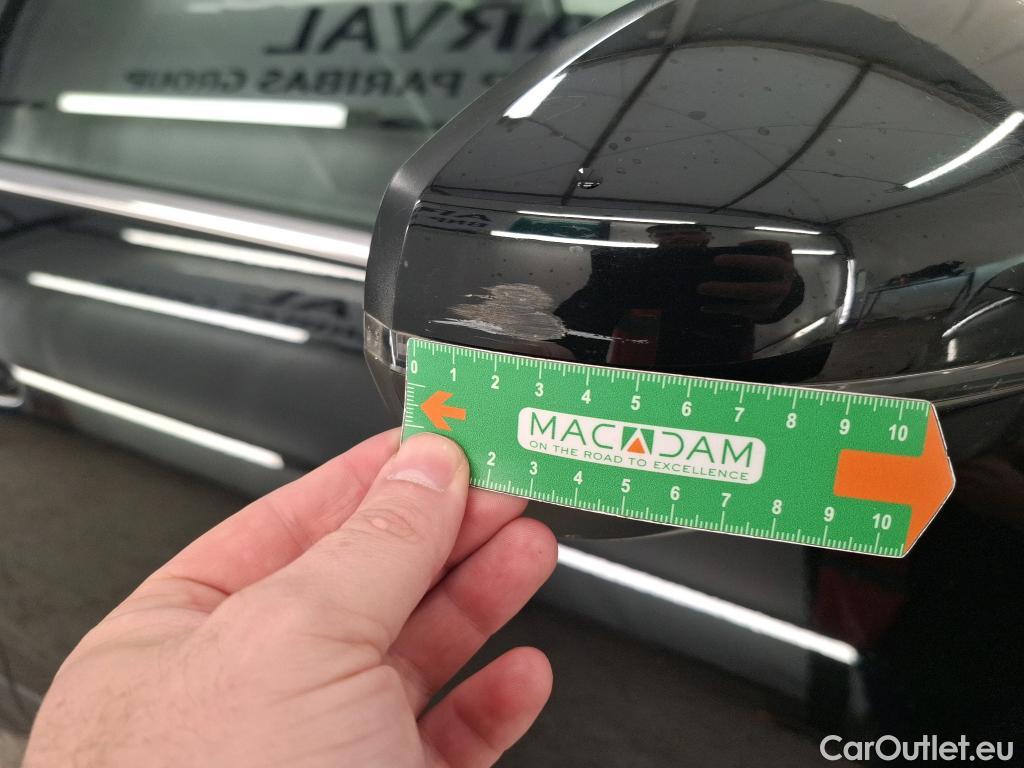 ARVAL
BNP PARIBAS GROUP
0 1 2 3 4 5 6 7 8 9 10
MACADAM
ON THE ROAD TO EXCELLENCE
2 3 4 5 6 7 8 9 10
CarOutlet.eu